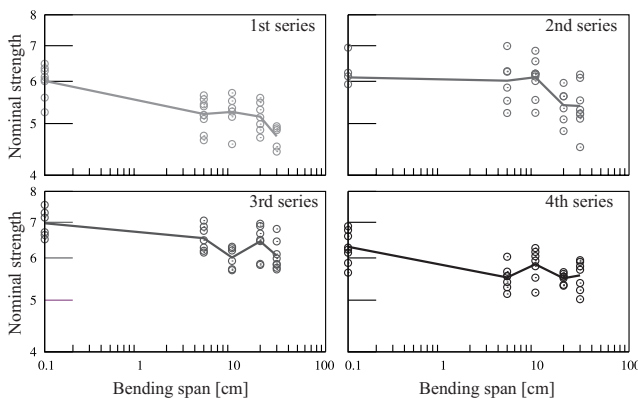 8
7
6
5
4
Nominal strength
1st series
2nd series
8
7
6
5
4
Nominal strength
3rd series
4th series
0.1
1
10
100
0.1
1
10
100
Bending span [cm]
Bending span [cm]